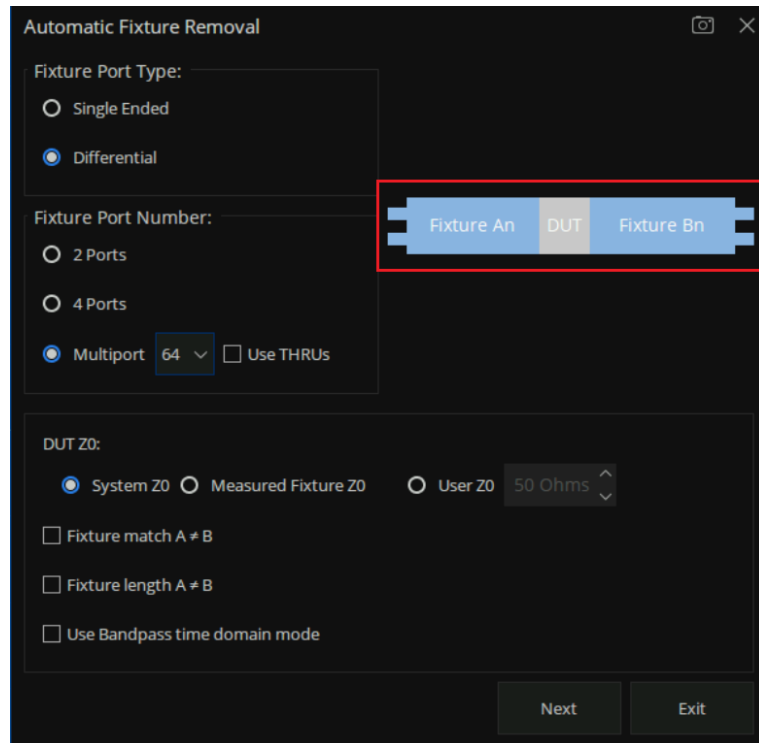 Automatic Fixture Removal
Fixture Port Type:
Single Ended
Differential
Fixture Port Number:
2 Ports
4 Ports
Multiport 64 Use THRUs
Fixture An DUT Fixture Bn
DUT Z0:
System Z0 Measured Fixture Z0 User Z0 50 Ohms
Fixture match A ≠ B
Fixture length A ≠ B
Use Bandpass time domain mode
Next Exit